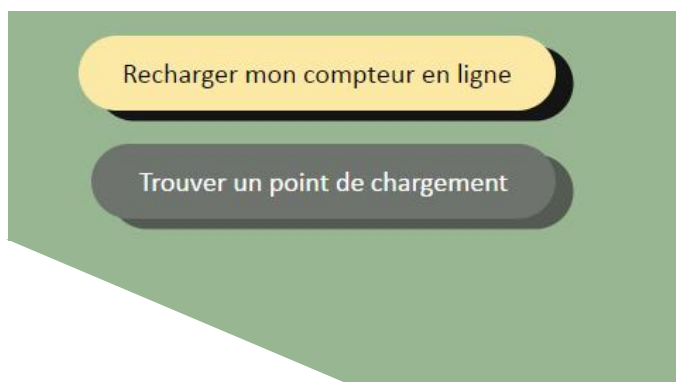 Recharger mon compteur en ligne
Trouver un point de chargement